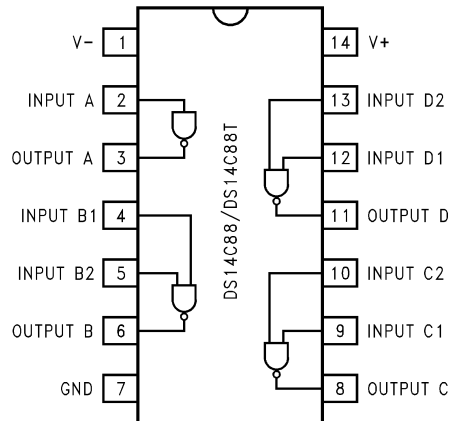 V- 1
INPUT A 2
OUTPUT A 3
INPUT B1 4
INPUT B2 5
OUTPUT B 6
GND 7
DS14C88/DS14C88T
14 V+
13 INPUT D2
12 INPUT D1
11 OUTPUT D
10 INPUT C2
9 INPUT C1
8 OUTPUT C